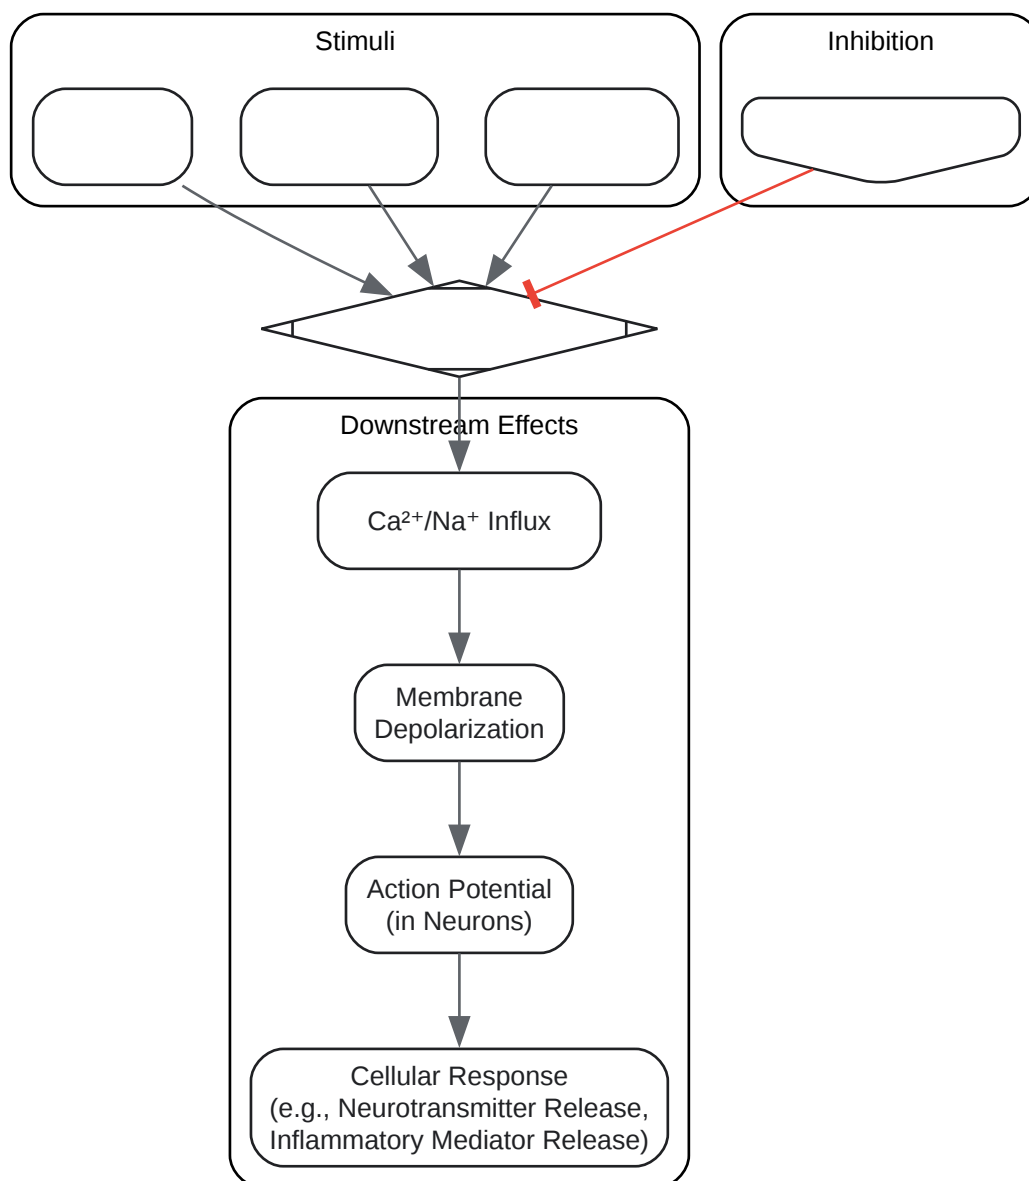 Stimuli
Inhibition
Downstream Effects
Ca²⁺/Na⁺ Influx
Membrane
Depolarization
Action Potential
(in Neurons)
Cellular Response
(e.g., Neurotransmitter Release,
Inflammatory Mediator Release)